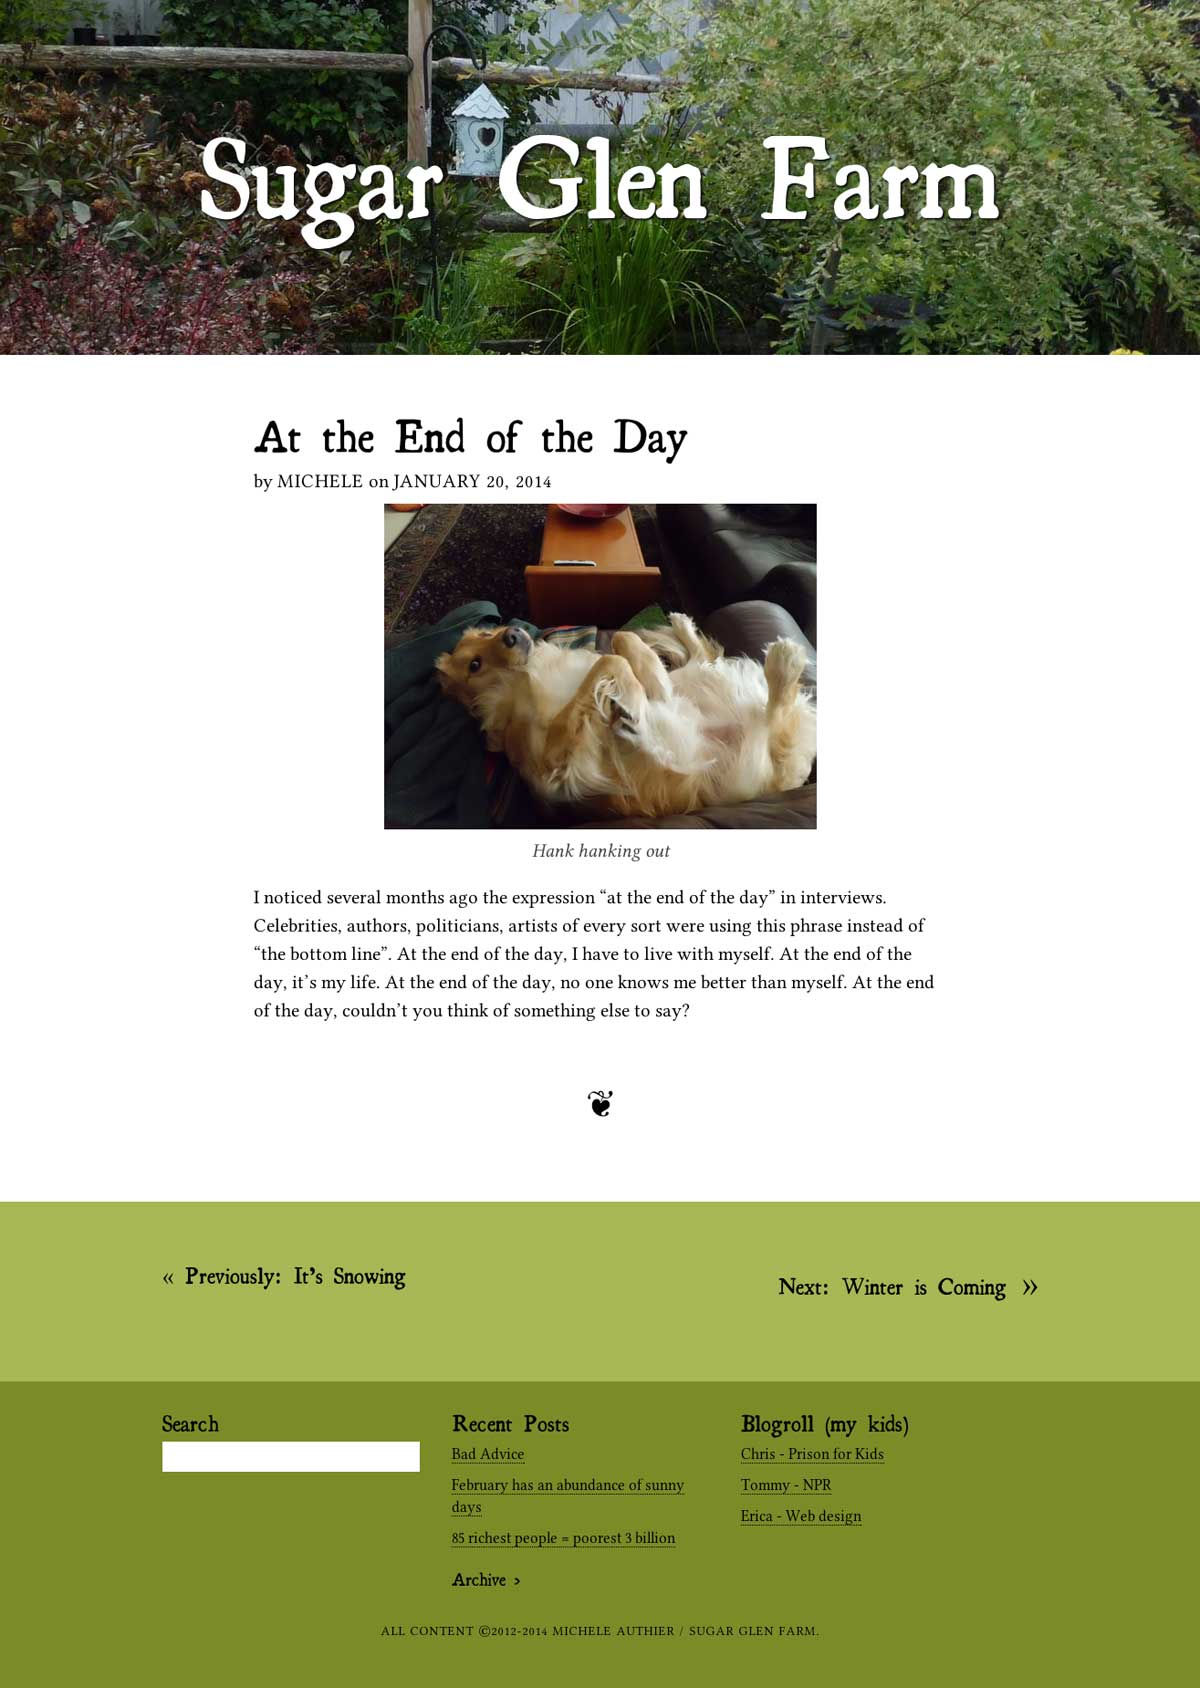 Sugar Glen Farm
At the End of the Day
by MICHELE on JANUARY 20, 2014
Hank hanking out
I noticed several months ago the expression “at the end of the day” in interviews.
Celebrities, authors, politicians, artists of every sort were using this phrase instead of
“the bottom line”. At the end of the day, I have to live with myself. At the end of the
day, it’s my life. At the end of the day, no one knows me better than myself. At the end
of the day, couldn’t you think of something else to say?
❦
« Previously: It’s Snowing
Next: Winter is Coming »
Search
Recent Posts
Bad Advice
February has an abundance of sunny
days
85 richest people = poorest 3 billion
Archive >
Blogroll (my kids)
Chris - Prison for Kids
Tommy - NPR
Erica - Web design
ALL CONTENT ©2012-2014 MICHELE AUTHIER / SUGAR GLEN FARM.